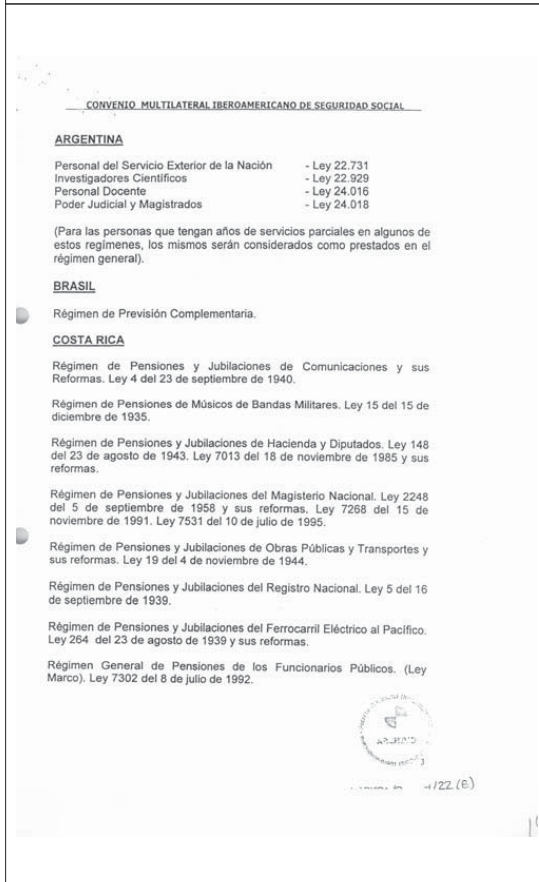 CONVENIO MULTILATERAL IBEROAMERICANO DE SEGURIDAD SOCIAL
ARGENTINA
Personal del Servicio Exterior de la Nación - Ley 22.731
Investigadores Científicos - Ley 22.929
Personal Docente - Ley 24.016
Poder Judicial y Magistrados - Ley 24.018
(Para las personas que tengan años de servicios parciales en algunos de
estos regímenes, los mismos serán considerados como prestados en el
régimen general).
BRASIL
Régimen de Previsión Complementaria.
COSTA RICA
Régimen de Pensiones y Jubilaciones de Comunicaciones y sus
Reformas. Ley 4 del 23 de septiembre de 1940.
Régimen de Pensiones de Músicos de Bandas Militares. Ley 15 del 15 de
diciembre de 1935.
Régimen de Pensiones y Jubilaciones de Hacienda y Diputados. Ley 148
del 23 de agosto de 1943. Ley 7013 del 18 de noviembre de 1985 y sus
reformas.
Régimen de Pensiones y Jubilaciones del Magisterio Nacional. Ley 2248
del 5 de septiembre de 1958 y sus reformas. Ley 7268 del 15 de
noviembre de 1991. Ley 7531 del 10 de julio de 1995.
Régimen de Pensiones y Jubilaciones de Obras Públicas y Transportes y
sus reformas. Ley 19 del 4 de noviembre de 1944.
Régimen de Pensiones y Jubilaciones del Registro Nacional. Ley 5 del 16
de septiembre de 1939.
Régimen de Pensiones y Jubilaciones del Ferrocarril Eléctrico al Pacífico.
Ley 264 del 23 de agosto de 1939 y sus reformas.
Régimen General de Pensiones de los Funcionarios Públicos. (Ley
Marco). Ley 7302 del 8 de julio de 1992.
/22 (E)